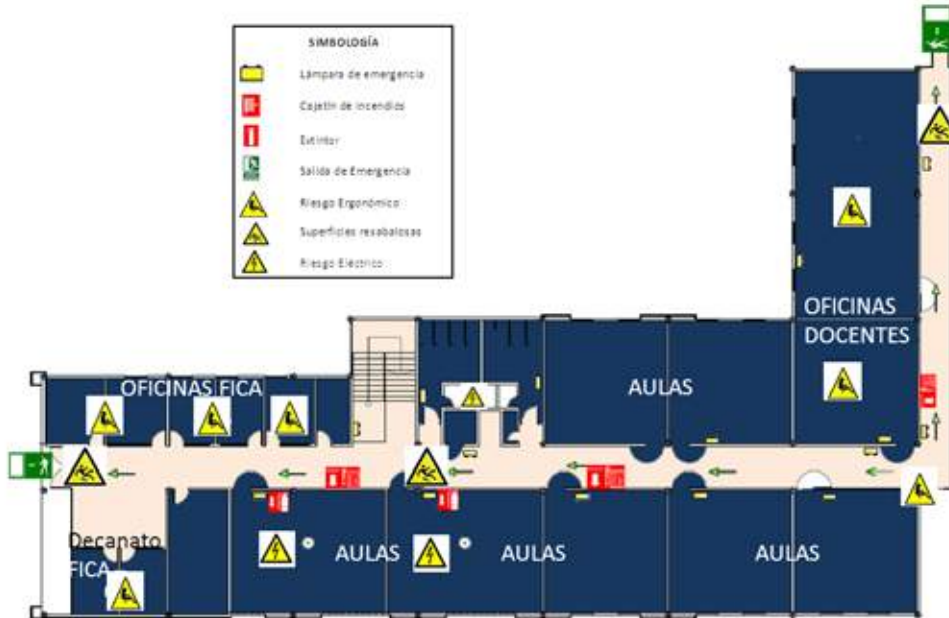 SIMBOLOGÍA
Lámpara de emergencia
Cajetín de incendios
Extintor
Salida de Emergencia
Riesgo Ergonómico
Superficies resabalosas
Riesgo Eléctrico
OFICINAS
DOCENTES
OFICINAS FICA
AULAS
Decanato
FICA
AULAS
AULAS
AULAS